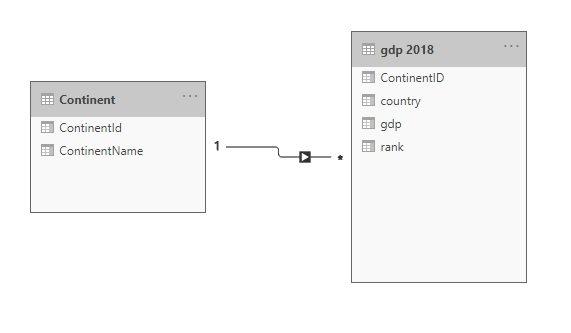 Continent
ContinentId
ContinentName
1
*
gdp 2018
ContinentID
country
gdp
rank